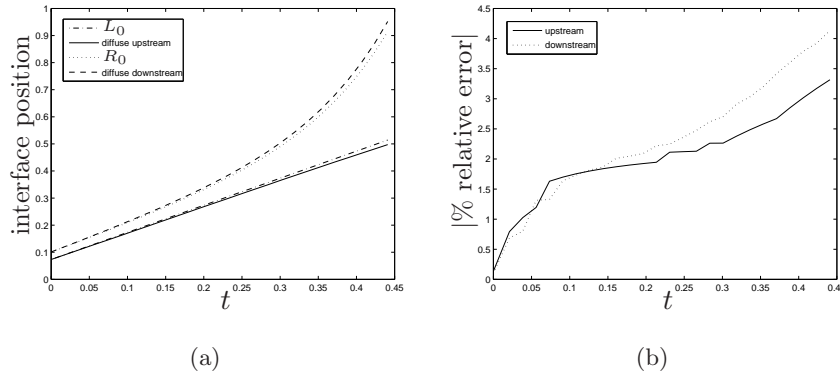 1
0.9
0.8
0.7
0.6
0.5
0.4
0.3
0.2
0.1
0
0 0.05 0.1 0.15 0.2 0.25 0.3 0.35 0.4 0.45
interface position
t
L₀
diffuse upstream
R₀
diffuse downstream
(a)
4.5
4
3.5
3
2.5
2
1.5
1
0.5
0
0 0.05 0.1 0.15 0.2 0.25 0.3 0.35 0.4 0.45
|% relative error|
t
upstream
downstream
(b)